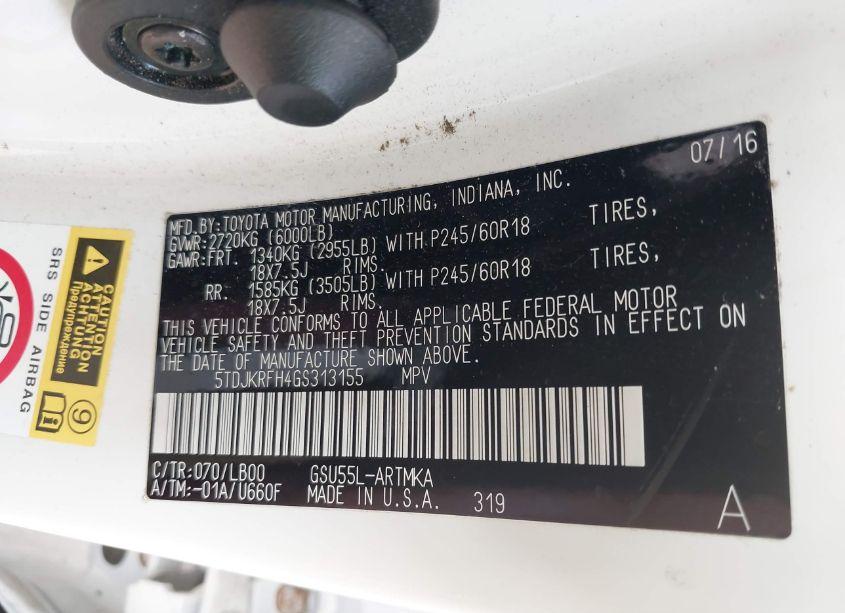 07/16
MFD.BY:TOYOTA MOTOR MANUFACTURING, INDIANA, INC.
GVWR:2720KG (6000LB)
GAWR:FRT. 1340KG (2955LB) WITH P245/60R18 TIRES,
18X7.5J RIMS.
RR. 1585KG (3505LB) WITH P245/60R18 TIRES,
18X7.5J RIMS.
THIS VEHICLE CONFORMS TO ALL APPLICABLE FEDERAL MOTOR
VEHICLE SAFETY AND THEFT PREVENTION STANDARDS IN EFFECT ON
THE DATE OF MANUFACTURE SHOWN ABOVE.
5TDJKRFH4GS313155 MPV
C/TR:070/LB00 GSU55L-ARTMKA
A/TM:-01A/U660F MADE IN U.S.A. 319
A
CAUTION
ATTENTION
ACHTUNG
Предупреждение
9
SRS SIDE AIRBAG